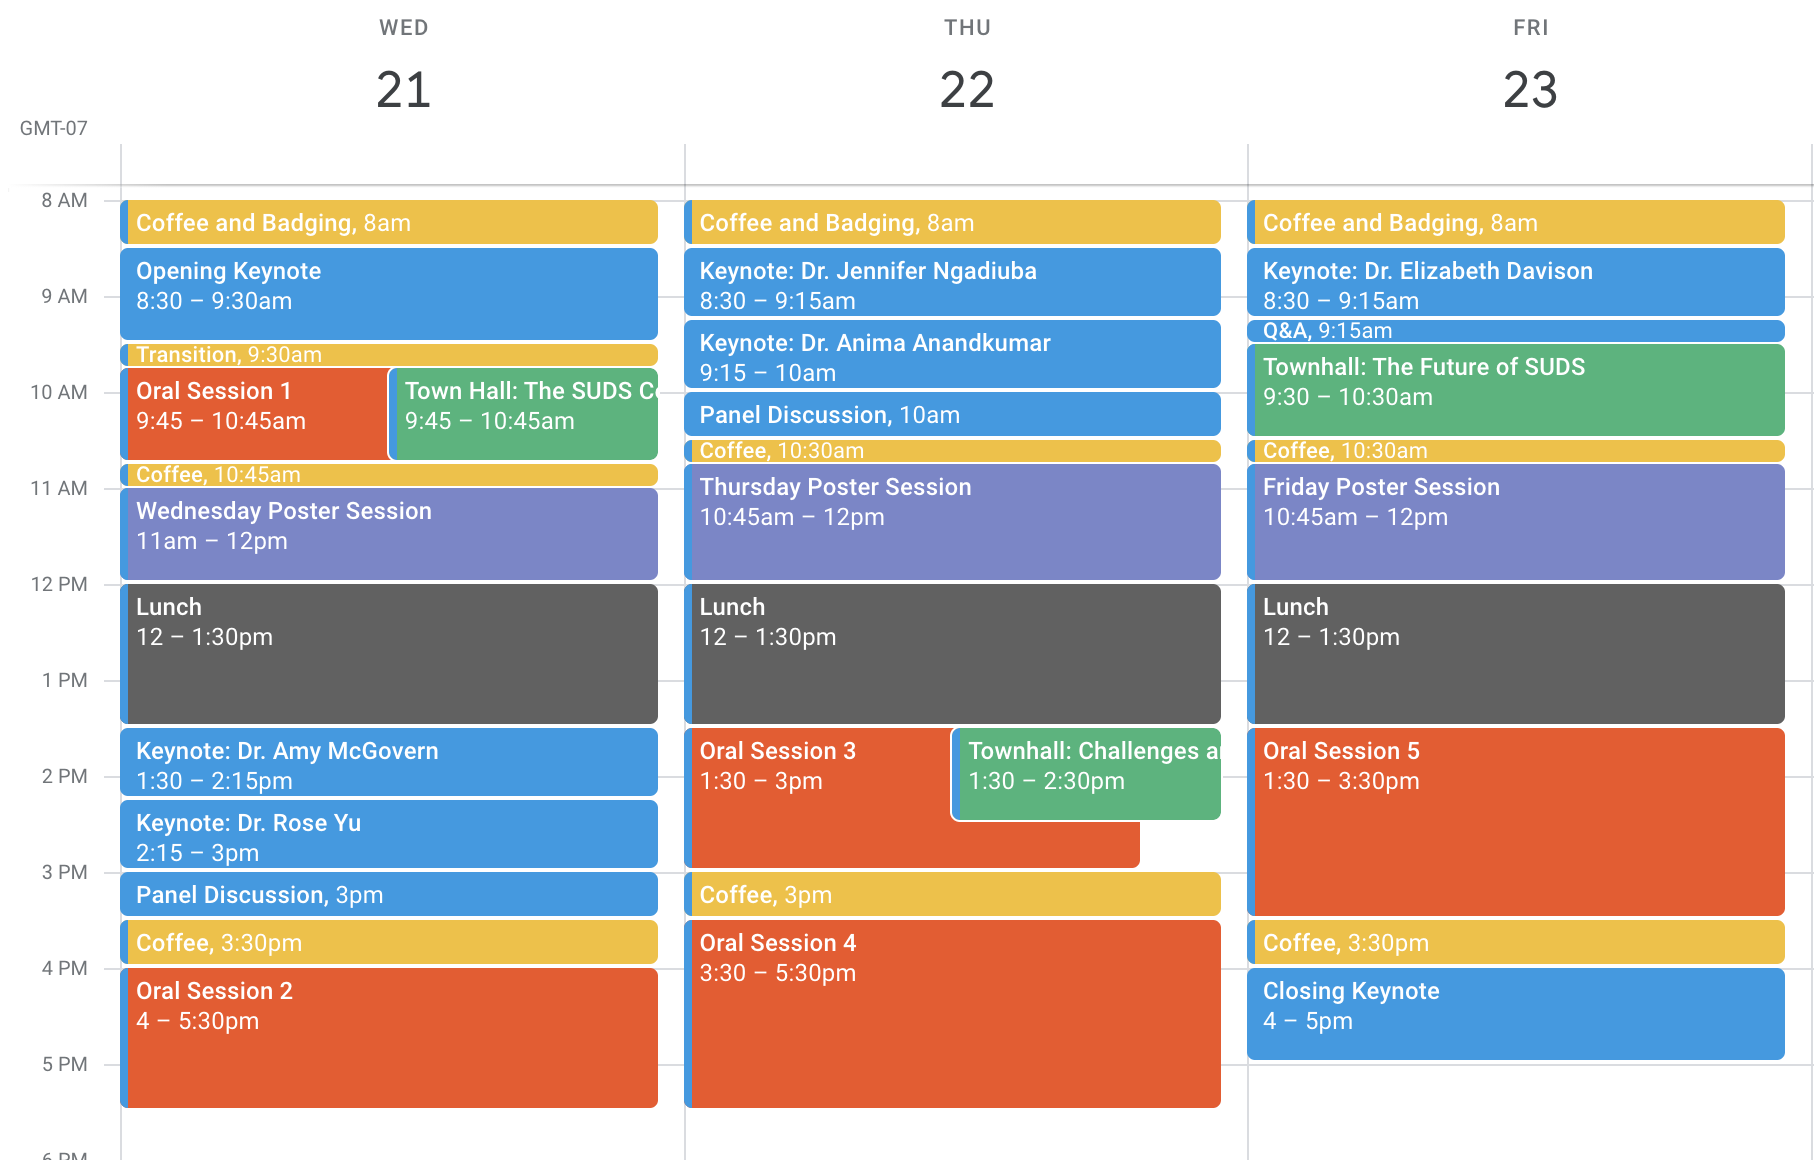 WED
21
THU
22
FRI
23
GMT-07
8 AM
9 AM
10 AM
11 AM
12 PM
1 PM
2 PM
3 PM
4 PM
5 PM
6 PM
Coffee and Badging, 8am
Opening Keynote
8:30 – 9:30am
Transition, 9:30am
Oral Session 1
9:45 – 10:45am
Town Hall: The SUDS
9:45 – 10:45am
Coffee, 10:45am
Wednesday Poster Session
11am – 12pm
Lunch
12 – 1:30pm
Keynote: Dr. Amy McGovern
1:30 – 2:15pm
Keynote: Dr. Rose Yu
2:15 – 3pm
Panel Discussion, 3pm
Coffee, 3:30pm
Oral Session 2
4 – 5:30pm
Coffee and Badging, 8am
Keynote: Dr. Jennifer Ngadiuba
8:30 – 9:15am
Keynote: Dr. Anima Anandkumar
9:15 – 10am
Panel Discussion, 10am
Coffee, 10:30am
Thursday Poster Session
10:45am – 12pm
Lunch
12 – 1:30pm
Oral Session 3
1:30 – 3pm
Townhall: Challenges
1:30 – 2:30pm
Coffee, 3pm
Oral Session 4
3:30 – 5:30pm
Coffee and Badging, 8am
Keynote: Dr. Elizabeth Davison
8:30 – 9:15am
Q&A, 9:15am
Townhall: The Future of SUDS
9:30 – 10:30am
Coffee, 10:30am
Friday Poster Session
10:45am – 12pm
Lunch
12 – 1:30pm
Oral Session 5
1:30 – 3:30pm
Coffee, 3:30pm
Closing Keynote
4 – 5pm